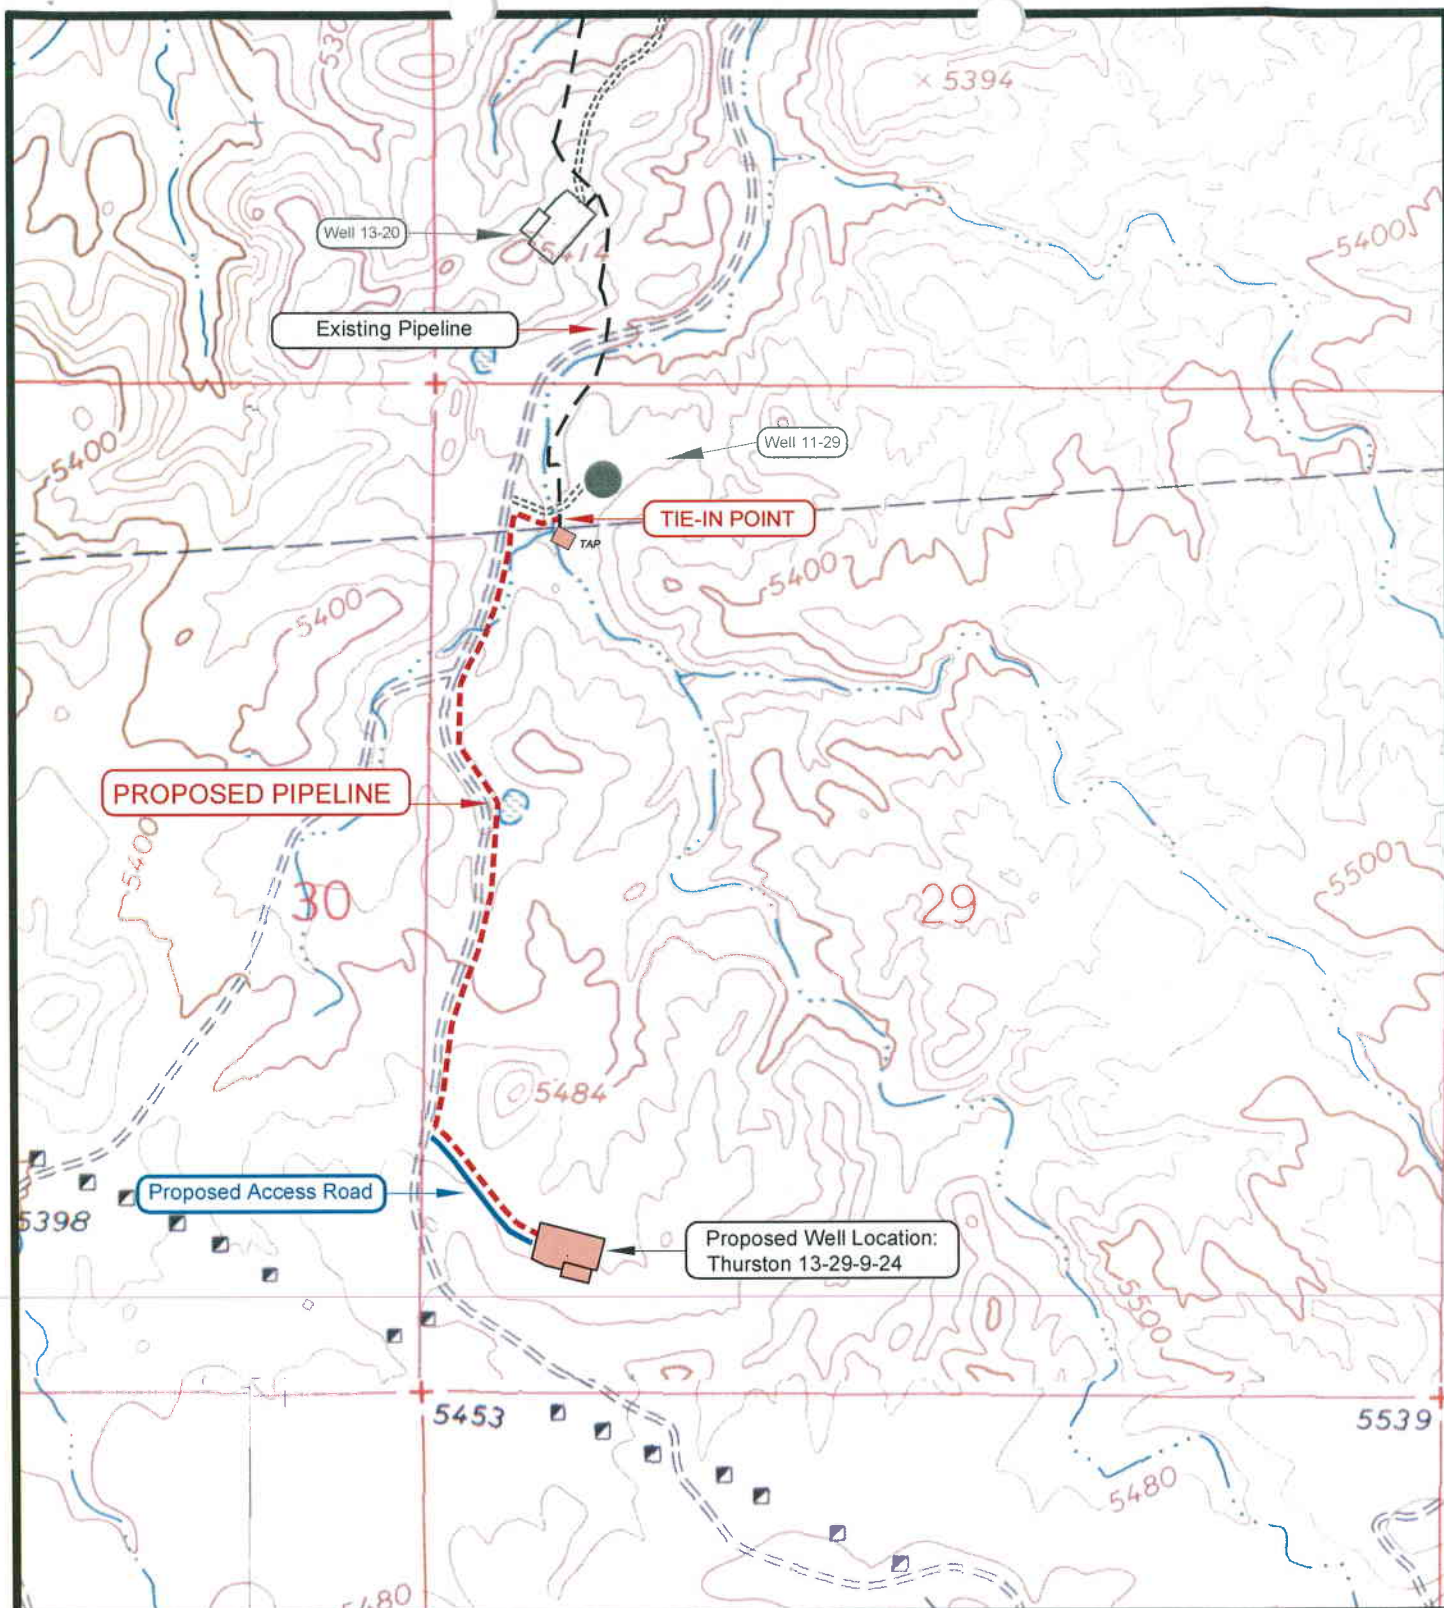 5394
Well 13-20
5414
5400
Existing Pipeline
5400
Well 11-29
TIE-IN POINT
TAP
5400
5400
PROPOSED PIPELINE
5400
5500
30
29
5484
Proposed Access Road
5398
Proposed Well Location:
Thurston 13-29-9-24
5500
5453
5539
5480
5480